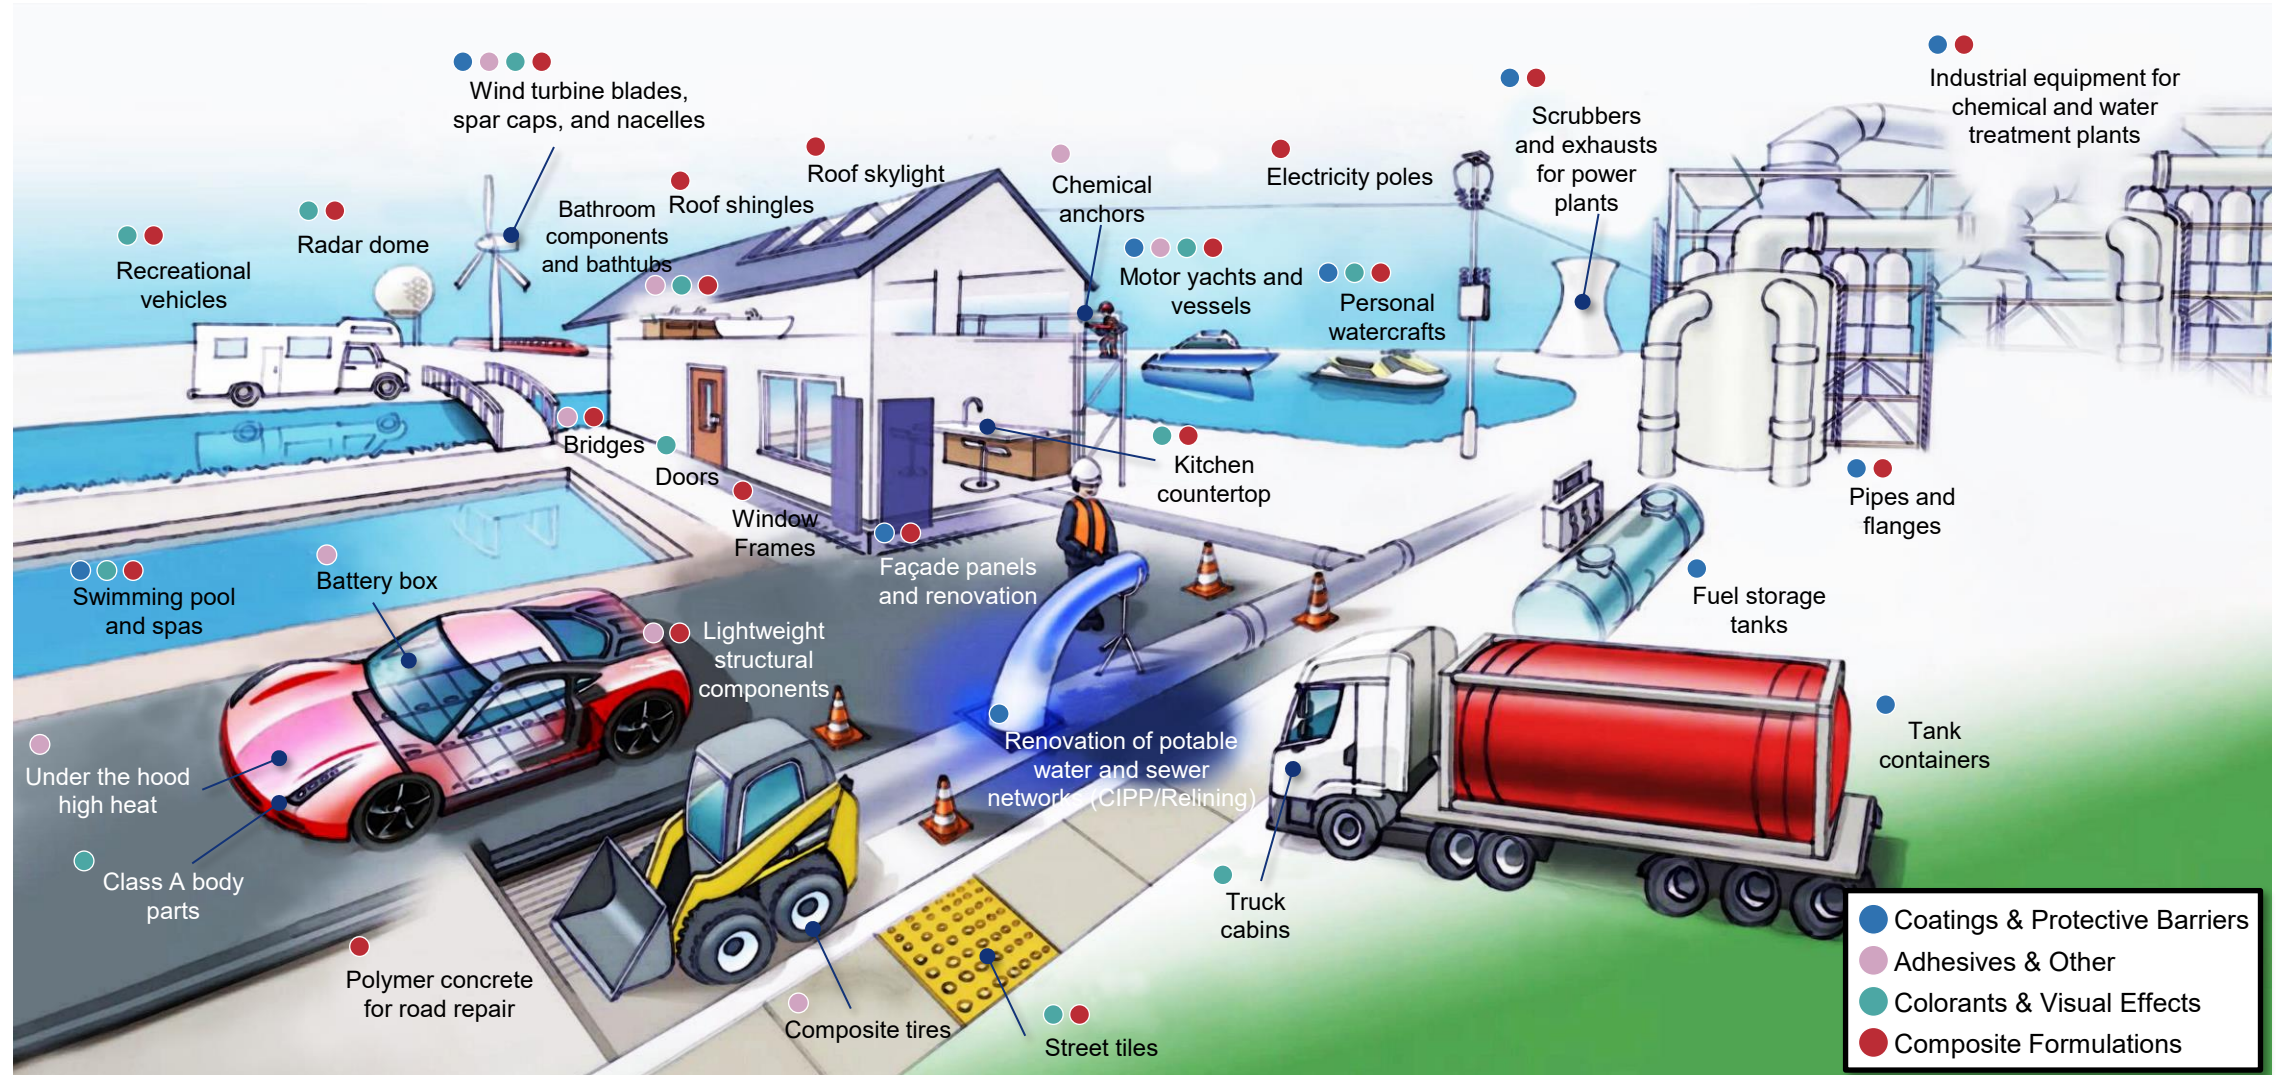 Wind turbine blades,
spar caps, and nacelles
Industrial equipment for
chemical and water
treatment plants
Scrubbers
and exhausts
for power
plants
Roof skylight
Chemical
anchors
Electricity poles
Bathroom
components
and bathtubs
Roof shingles
Radar dome
Recreational
vehicles
Motor yachts and
vessels
Personal
watercrafts
Bridges
Doors
Window
Frames
Kitchen
countertop
Pipes and
flanges
Façade panels
and renovation
Battery box
Swimming pool
and spas
Fuel storage
tanks
Lightweight
structural
components
Under the hood
high heat
Renovation of potable
water and sewer
networks (CIPP/Relining)
Tank
containers
Class A body
parts
Truck
cabins
Polymer concrete
for road repair
Composite tires
Street tiles
Coatings & Protective Barriers
Adhesives & Other
Colorants & Visual Effects
Composite Formulations